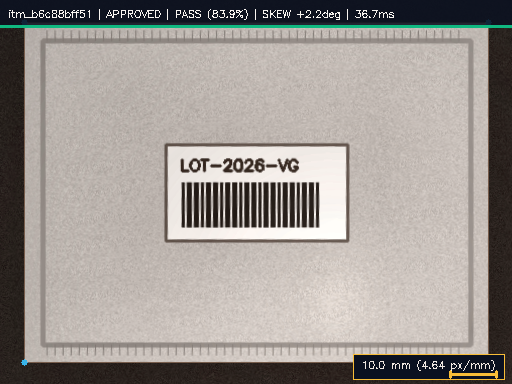 itm_b6c88bff51 | APPROVED | PASS (83.9%) | SKEW +2.2deg | 36.7ms
LOT-2026-VG
10.0 mm (4.64 px/mm)